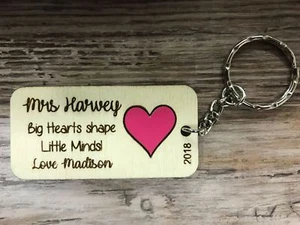 Mrs Harvey
Big Hearts shape
Little Minds!
Love Madison
2018